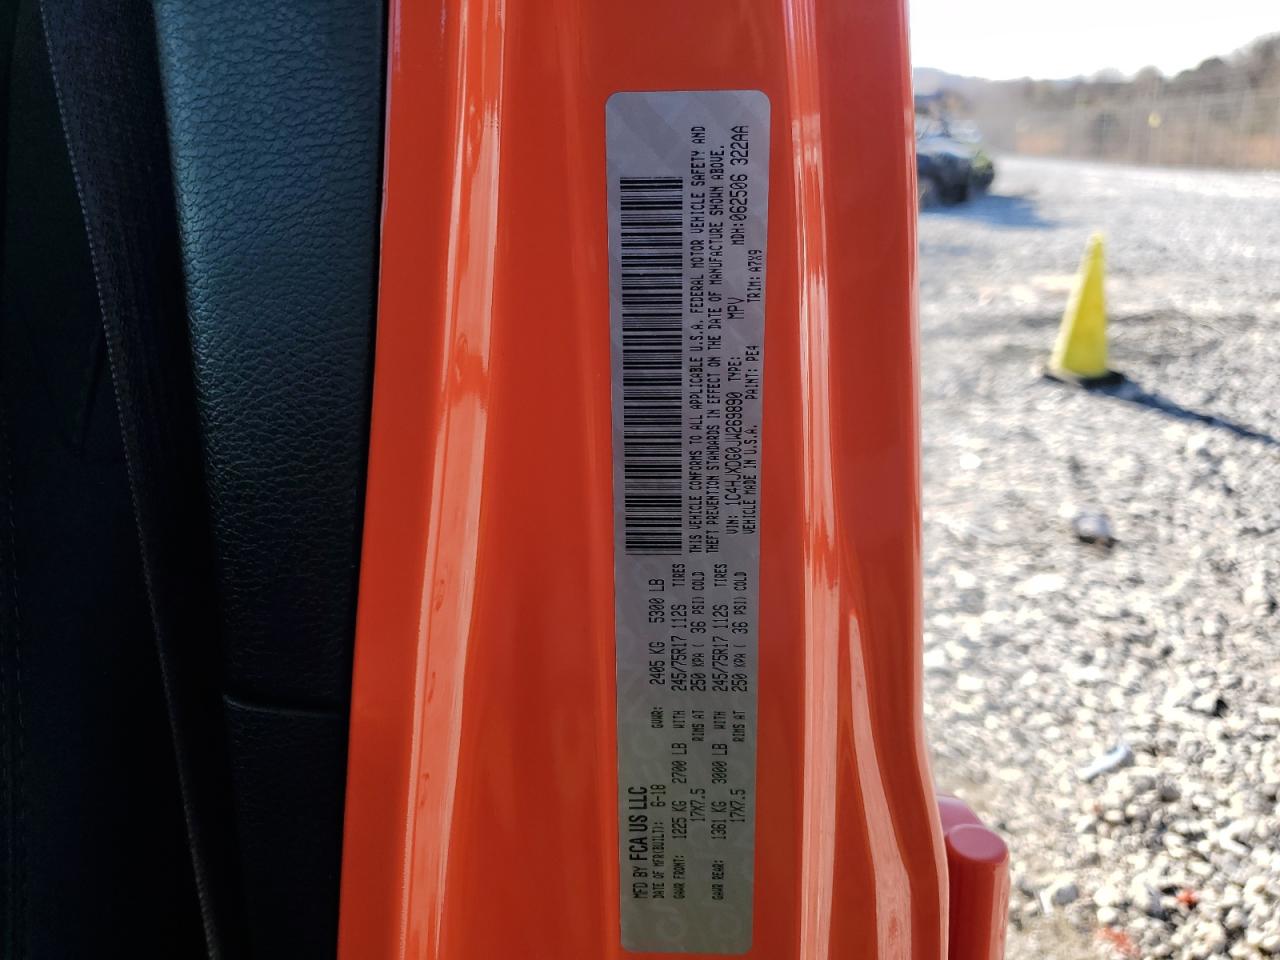 MFD BY FCA US LLC
DATE OF MFR(BUILT): 6-18 GVWR: 2405 KG 5300 LB
GAWR FRONT: 1225 KG 2700 LB WITH 245/75R17 112S TIRES
17X7.5 RIMS AT 250 KPA ( 36 PSI) COLD
GAWR REAR: 1361 KG 3000 LB WITH 245/75R17 112S TIRES
17X7.5 RIMS AT 250 KPA ( 36 PSI) COLD
THIS VEHICLE CONFORMS TO ALL APPLICABLE U.S.A. FEDERAL MOTOR VEHICLE SAFETY AND
THEFT PREVENTION STANDARDS IN EFFECT ON THE DATE OF MANUFACTURE SHOWN ABOVE.
VIN: 1C4HJXDG0JW269890 TYPE: MPV MDH:062506 322AA
VEHICLE MADE IN U.S.A. PAINT: PE4 TRIM: A7X9